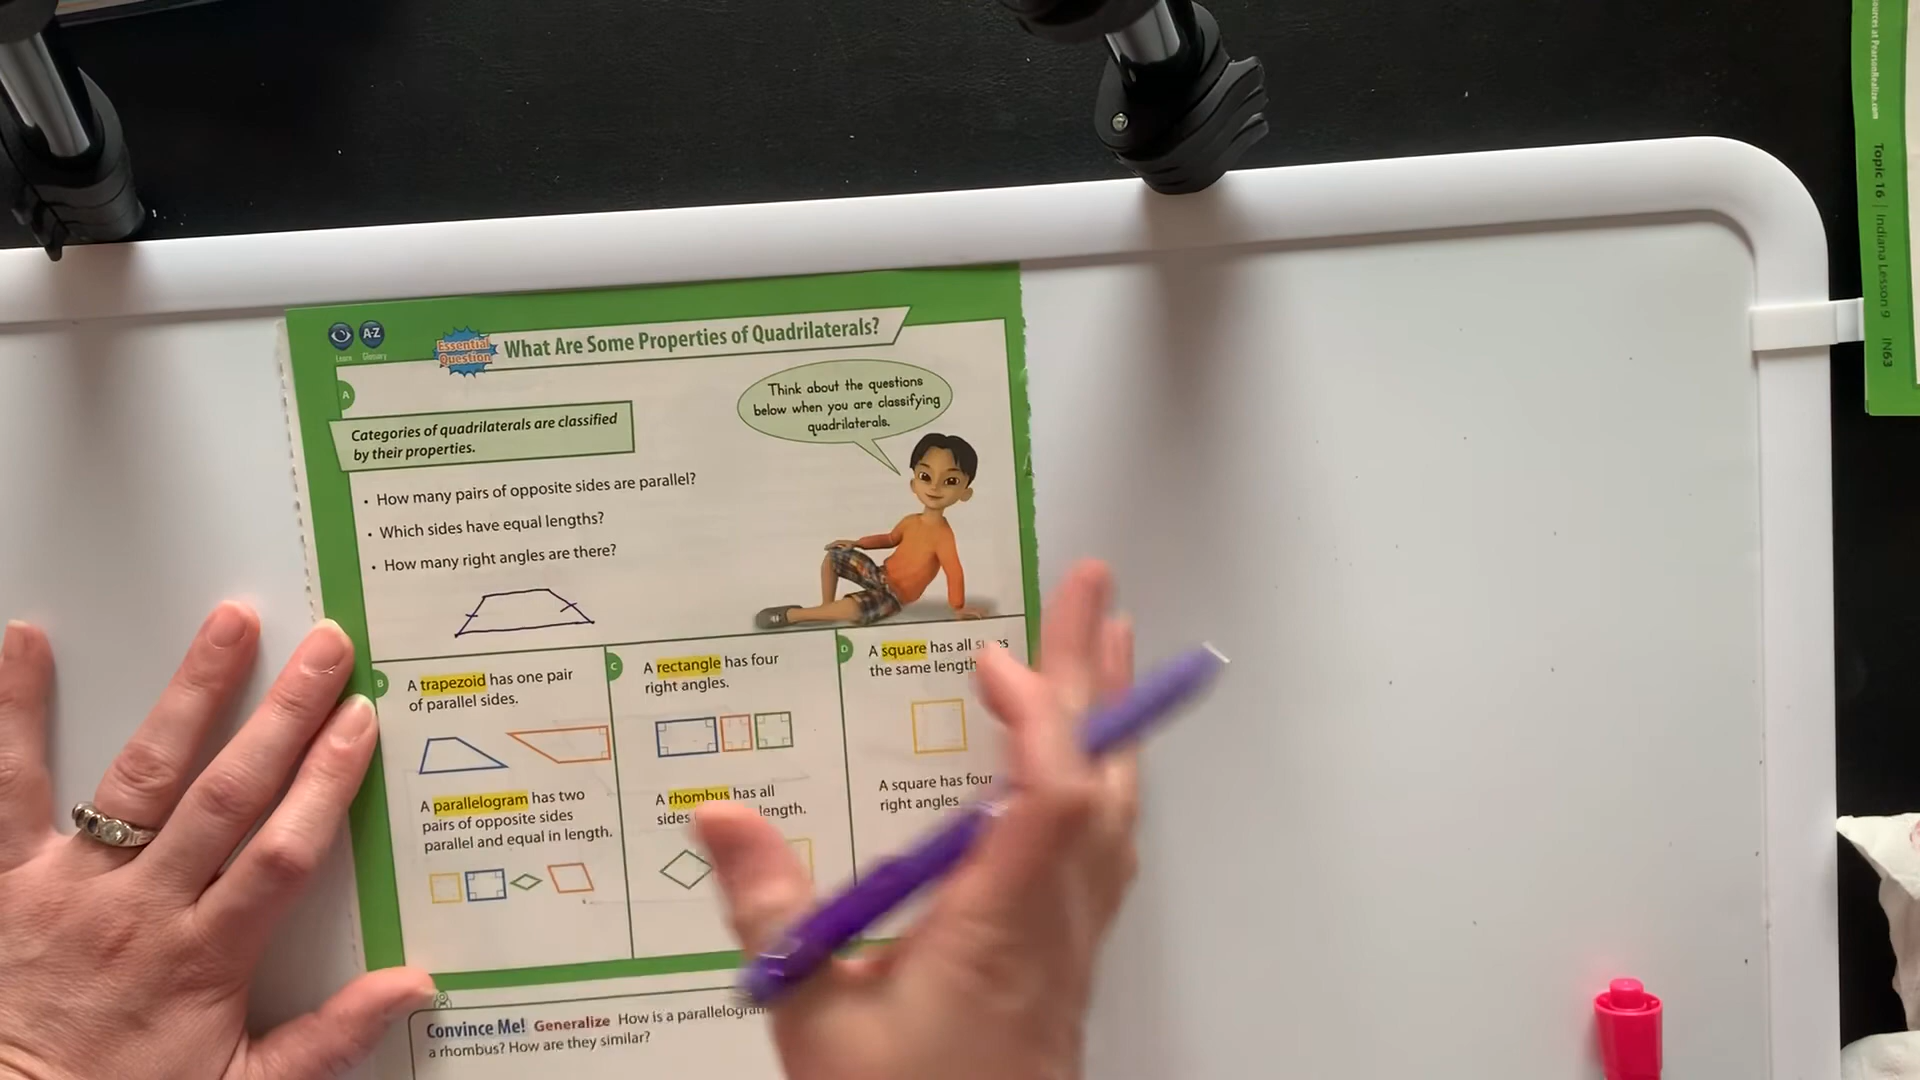 Learn
A-Z
Glossary
Essential
Question
What Are Some Properties of Quadrilaterals?
A
Categories of quadrilaterals are classified
by their properties.
Think about the questions
below when you are classifying
quadrilaterals.
• How many pairs of opposite sides are parallel?
• Which sides have equal lengths?
• How many right angles are there?
B
A trapezoid has one pair
of parallel sides.
A parallelogram has two
pairs of opposite sides
parallel and equal in length.
C
A rectangle has four
right angles.
A rhombus has all
sides
length.
D
A square has all
the same length
A square has four
right angles
Convince Me! Generalize How is a
a rhombus? How are they similar?
at PearsonRealize.com
Topic 16 | Indiana Lesson 9
IN63